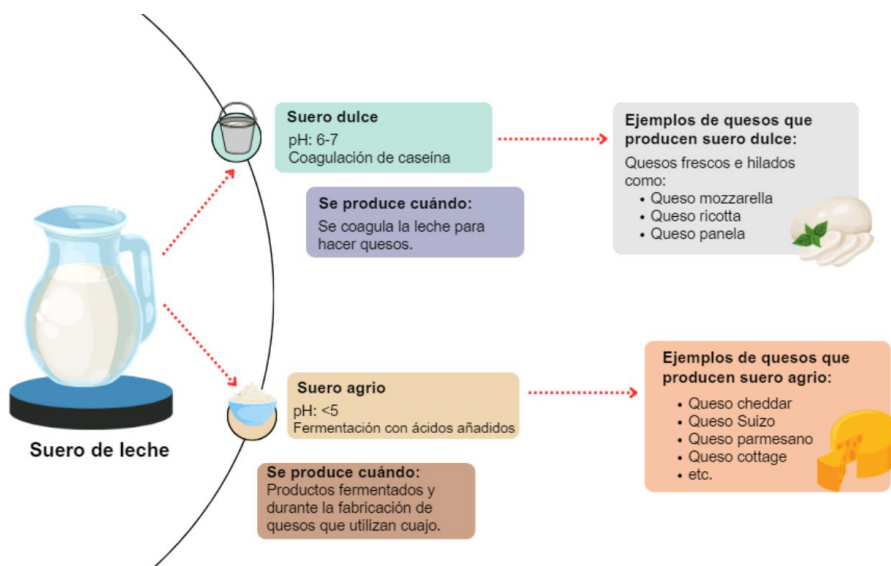 Suero dulce
pH: 6-7
Coagulación de caseína
Se produce cuándo:
Se coagula la leche para
hacer quesos.
Ejemplos de quesos que
producen suero dulce:
Quesos frescos e hilados
como:
• Queso mozzarella
• Queso ricotta
• Queso panela
Suero de leche
Suero agrio
pH: <5
Fermentación con ácidos añadidos
Se produce cuándo:
Productos fermentados y
durante la fabricación de
quesos que utilizan cuajo.
Ejemplos de quesos que
producen suero agrio:
• Queso cheddar
• Queso Suizo
• Queso parmesano
• Queso cottage
• etc.